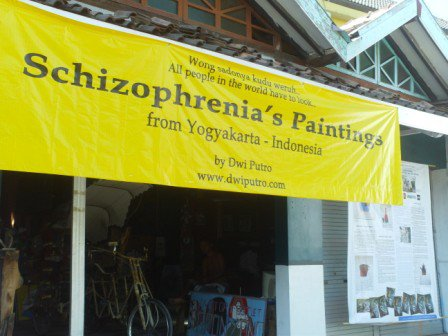 Wong sadonya kudu weruh..
All people in the world have to look..
Schizophrenia's Paintings
from Yogyakarta - Indonesia
by Dwi Putro
www.dwiputro.com